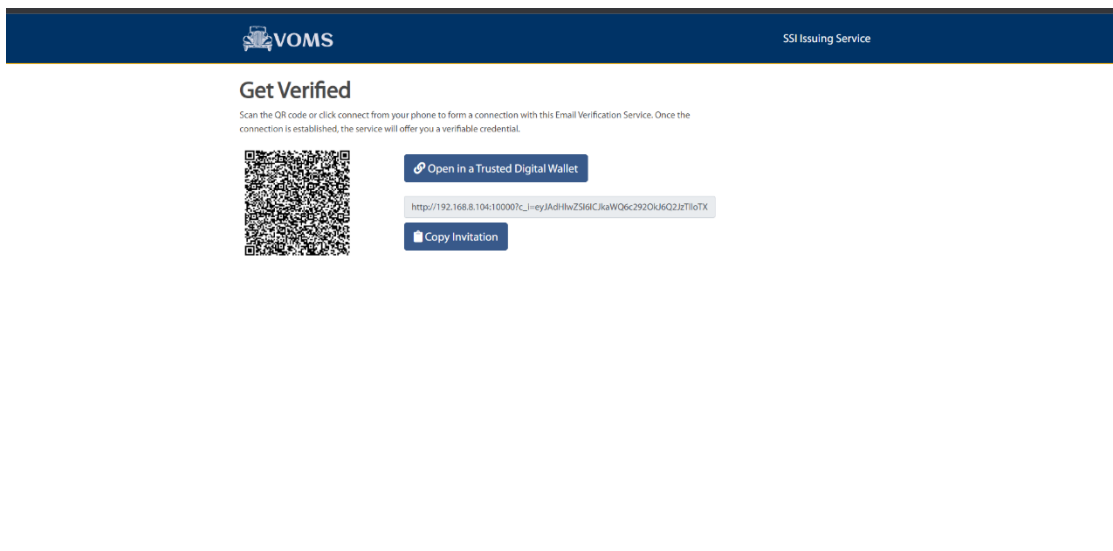 VOMS
SSI Issuing Service
Get Verified
Scan the QR code or click connect from your phone to form a connection with this Email Verification Service. Once the
connection is established, the service will offer you a verifiable credential.
Open in a Trusted Digital Wallet
http://192.168.8.104:10000?c_i=eyJAdHlwZSI6ICJkaWQ6c292OkJ6Q2JzTlloTX
Copy Invitation